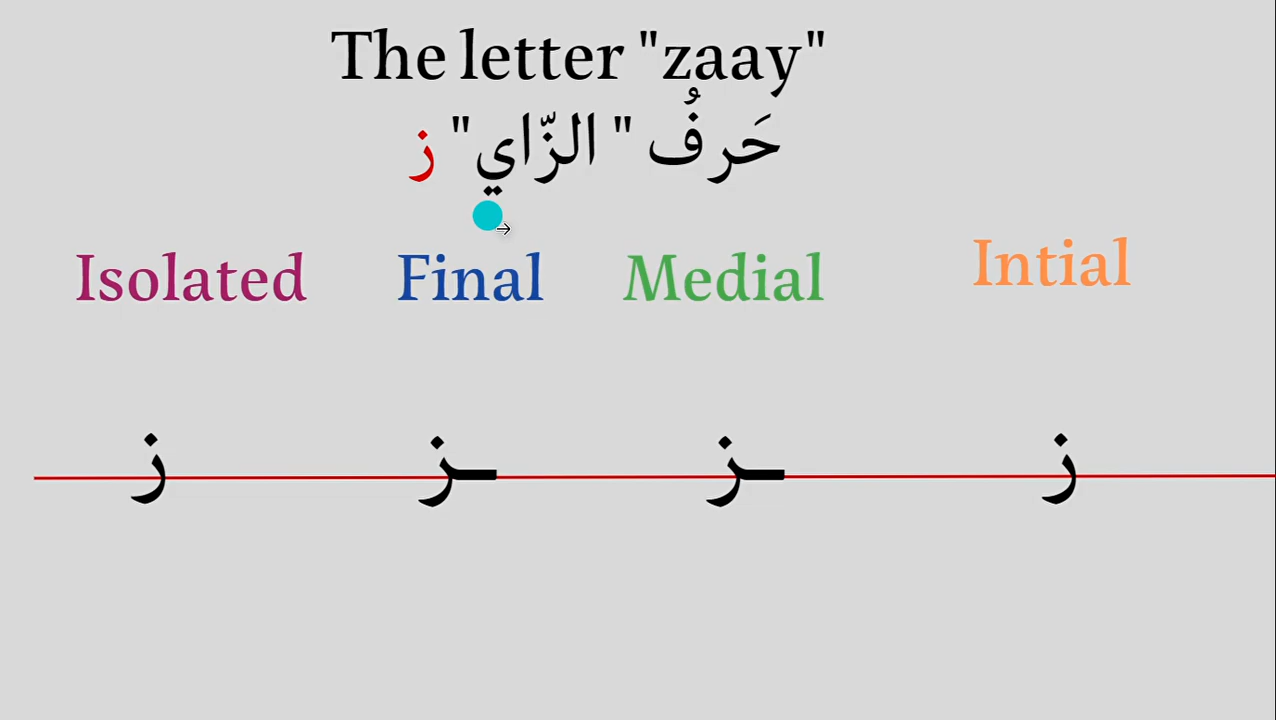 The letter "zaay"
حَرفُ " الزّاي" ز
Isolated Final Medial Intial
ز ـز ـز ز